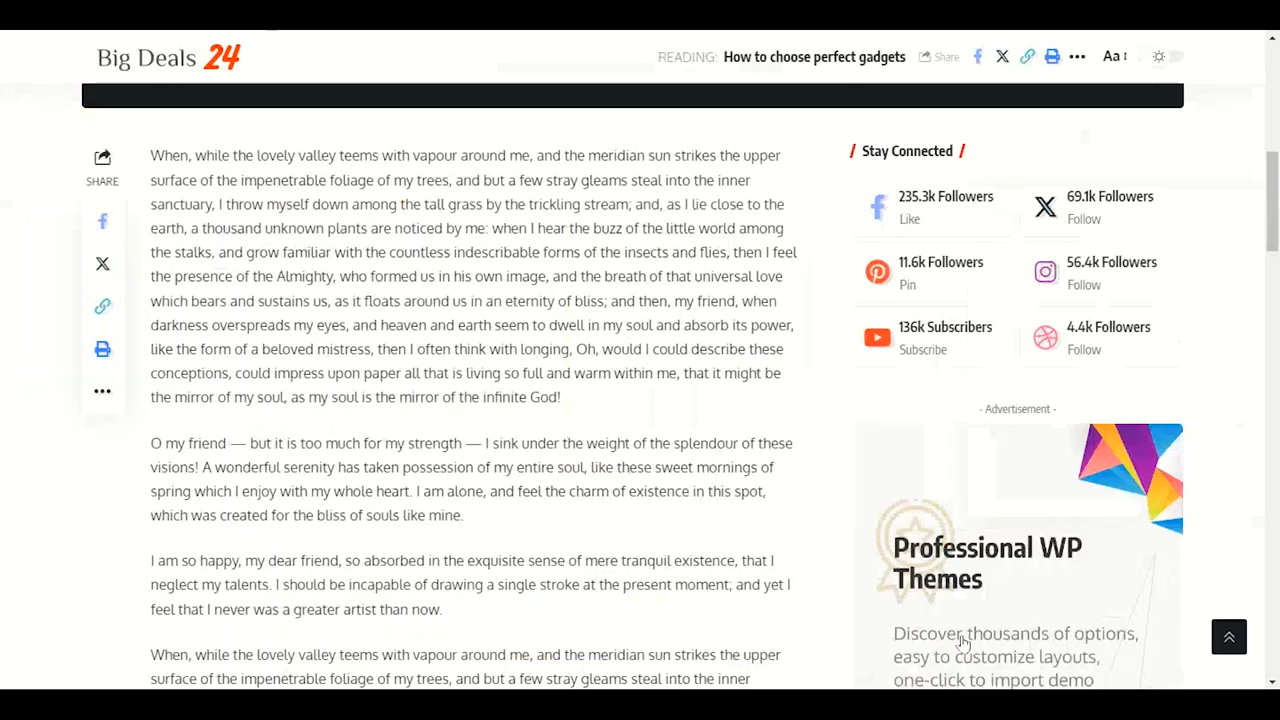 Big Deals 24
READING: How to choose perfect gadgets Share Aa
SHARE
When, while the lovely valley teems with vapour around me, and the meridian sun strikes the upper
surface of the impenetrable foliage of my trees, and but a few stray gleams steal into the inner
sanctuary, I throw myself down among the tall grass by the trickling stream; and, as I lie close to the
earth, a thousand unknown plants are noticed by me: when I hear the buzz of the little world among
the stalks, and grow familiar with the countless indescribable forms of the insects and flies, then I feel
the presence of the Almighty, who formed us in his own image, and the breath of that universal love
which bears and sustains us, as it floats around us in an eternity of bliss; and then, my friend, when
darkness overspreads my eyes, and heaven and earth seem to dwell in my soul and absorb its power,
like the form of a beloved mistress, then I often think with longing, Oh, would I could describe these
conceptions, could impress upon paper all that is living so full and warm within me, that it might be
the mirror of my soul, as my soul is the mirror of the infinite God!
O my friend — but it is too much for my strength — I sink under the weight of the splendour of these
visions! A wonderful serenity has taken possession of my entire soul, like these sweet mornings of
spring which I enjoy with my whole heart. I am alone, and feel the charm of existence in this spot,
which was created for the bliss of souls like mine.
I am so happy, my dear friend, so absorbed in the exquisite sense of mere tranquil existence, that I
neglect my talents. I should be incapable of drawing a single stroke at the present moment; and yet I
feel that I never was a greater artist than now.
When, while the lovely valley teems with vapour around me, and the meridian sun strikes the upper
surface of the impenetrable foliage of my trees, and but a few stray gleams steal into the inner
/ Stay Connected /
235.3k Followers
Like
69.1k Followers
Follow
11.6k Followers
Pin
56.4k Followers
Follow
136k Subscribers
Subscribe
4.4k Followers
Follow
- Advertisement -
Professional WP
Themes
Discover thousands of options,
easy to customize layouts,
one-click to import demo